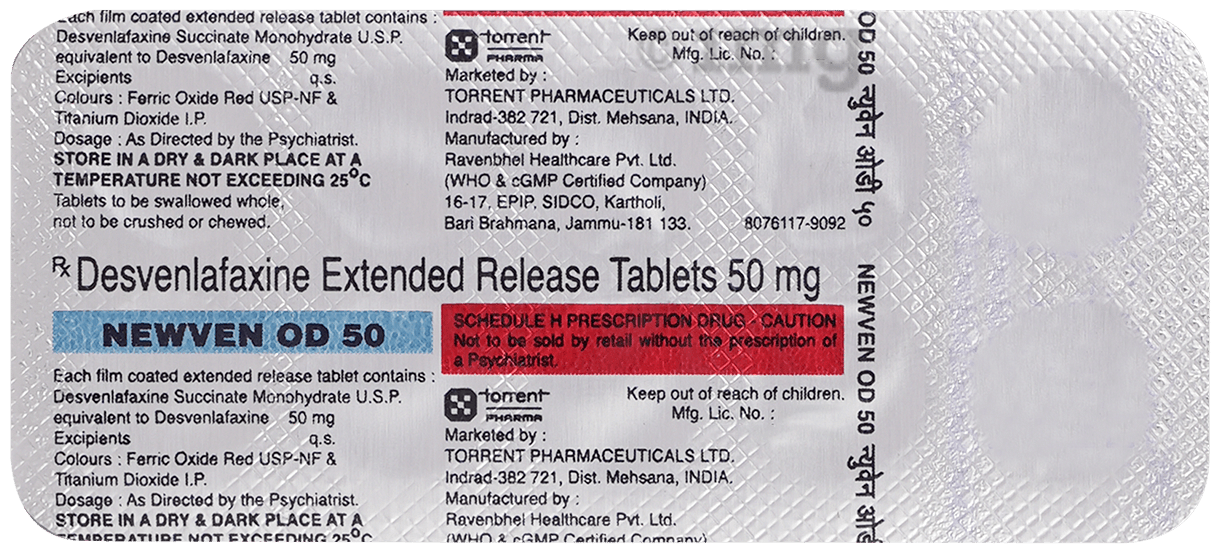 Each film coated extended release tablet contains :
Desvenlafaxine Succinate Monohydrate U.S.P.
equivalent to Desvenlafaxine 50 mg
Excipients q.s.
Colours : Ferric Oxide Red USP-NF &
Titanium Dioxide I.P.
Dosage : As Directed by the Psychiatrist.
STORE IN A DRY & DARK PLACE AT A
TEMPERATURE NOT EXCEEDING 25°C
Tablets to be swallowed whole,
not to be crushed or chewed.
torrent
PHARMA
Keep out of reach of children.
Mfg. Lic. No. :
Marketed by :
TORRENT PHARMACEUTICALS LTD.
Indrad-382 721, Dist. Mehsana, INDIA.
Manufactured by :
Ravenbhel Healthcare Pvt. Ltd.
(WHO & cGMP Certified Company)
16-17, EPIP, SIDCO, Kartholi,
Bari Brahmana, Jammu-181 133. 8076117-9092
Rx Desvenlafaxine Extended Release Tablets 50 mg
NEWVEN OD 50
SCHEDULE H PRESCRIPTION DRUG - CAUTION
Not to be sold by retail without the prescription of
a Psychiatrist.
Each film coated extended release tablet contains :
Desvenlafaxine Succinate Monohydrate U.S.P.
equivalent to Desvenlafaxine 50 mg
Excipients q.s.
Colours : Ferric Oxide Red USP-NF &
Titanium Dioxide I.P.
Dosage : As Directed by the Psychiatrist.
STORE IN A DRY & DARK PLACE AT A
TEMPERATURE NOT EXCEEDING 25°C
torrent
PHARMA
Keep out of reach of children.
Mfg. Lic. No. :
Marketed by :
TORRENT PHARMACEUTICALS LTD.
Indrad-382 721, Dist. Mehsana, INDIA.
Manufactured by :
Ravenbhel Healthcare Pvt. Ltd.
(WHO & cGMP Certified Company)
OD 50 न्युवेन ओडी ५०
NEWVEN OD 50 न्युवेन ओडी